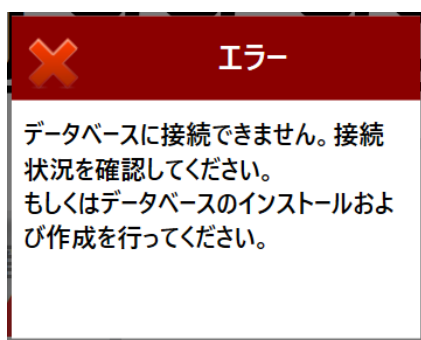 エラー
データベースに接続できません。接続
状況を確認してください。
もしくはデータベースのインストールおよ
び作成を行ってください。